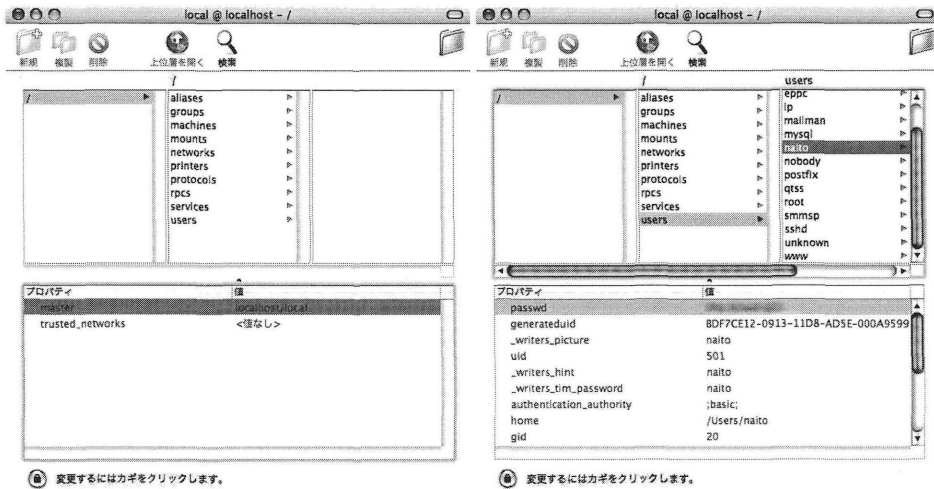 local @ localhost – /
新規 複製 削除 上位層を開く 検索
/
/
aliases
groups
machines
mounts
networks
printers
protocols
rpcs
services
users
プロパティ 値
master localhost/local
trusted_networks <値なし>
変更するにはカギをクリックします。
local @ localhost – /
新規 複製 削除 上位層を開く 検索
/ users
/
aliases
groups
machines
mounts
networks
printers
protocols
rpcs
services
users
eppc
lp
mailman
mysql
naito
nobody
postfix
qtss
root
smmsp
sshd
unknown
www
プロパティ 値
passwd
generateduid BDF7CE12-0913-11D8-AD5E-000A9599
_writers_picture naito
uid 501
_writers_hint naito
_writers_tim_password naito
authentication_authority ;basic;
home /Users/naito
gid 20
変更するにはカギをクリックします。